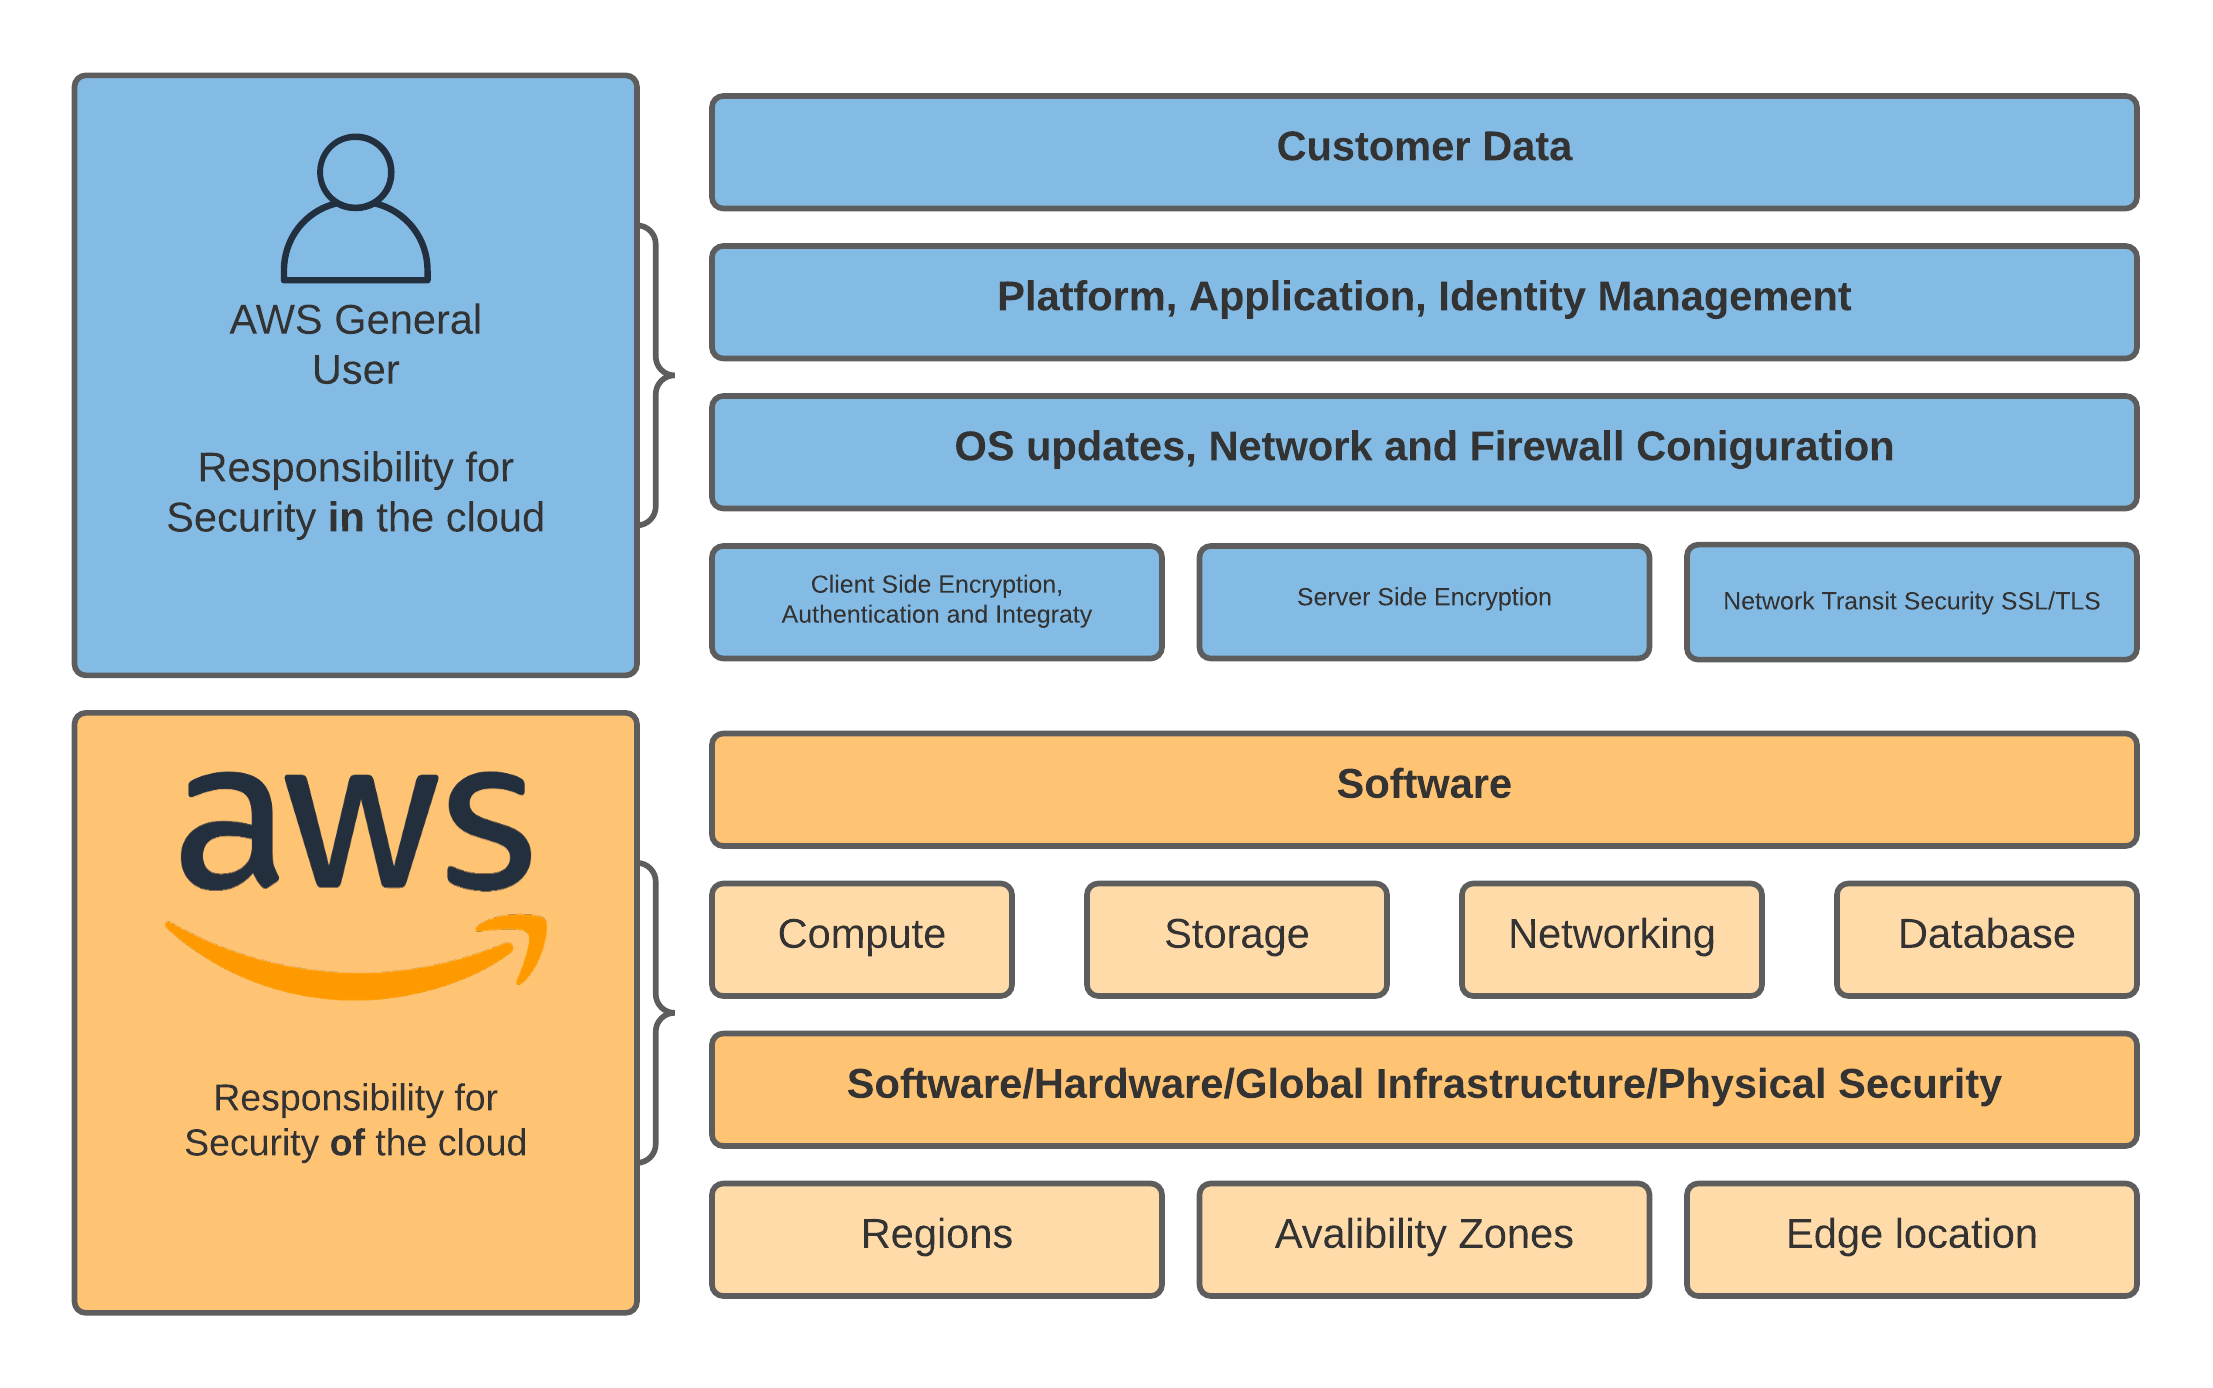 AWS General
User
Responsibility for
Security in the cloud
Customer Data
Platform, Application, Identity Management
OS updates, Network and Firewall Coniguration
Client Side Encryption,
Authentication and Integraty
Server Side Encryption
Network Transit Security SSL/TLS
aws
Responsibility for
Security of the cloud
Software
Compute
Storage
Networking
Database
Software/Hardware/Global Infrastructure/Physical Security
Regions
Avalibility Zones
Edge location